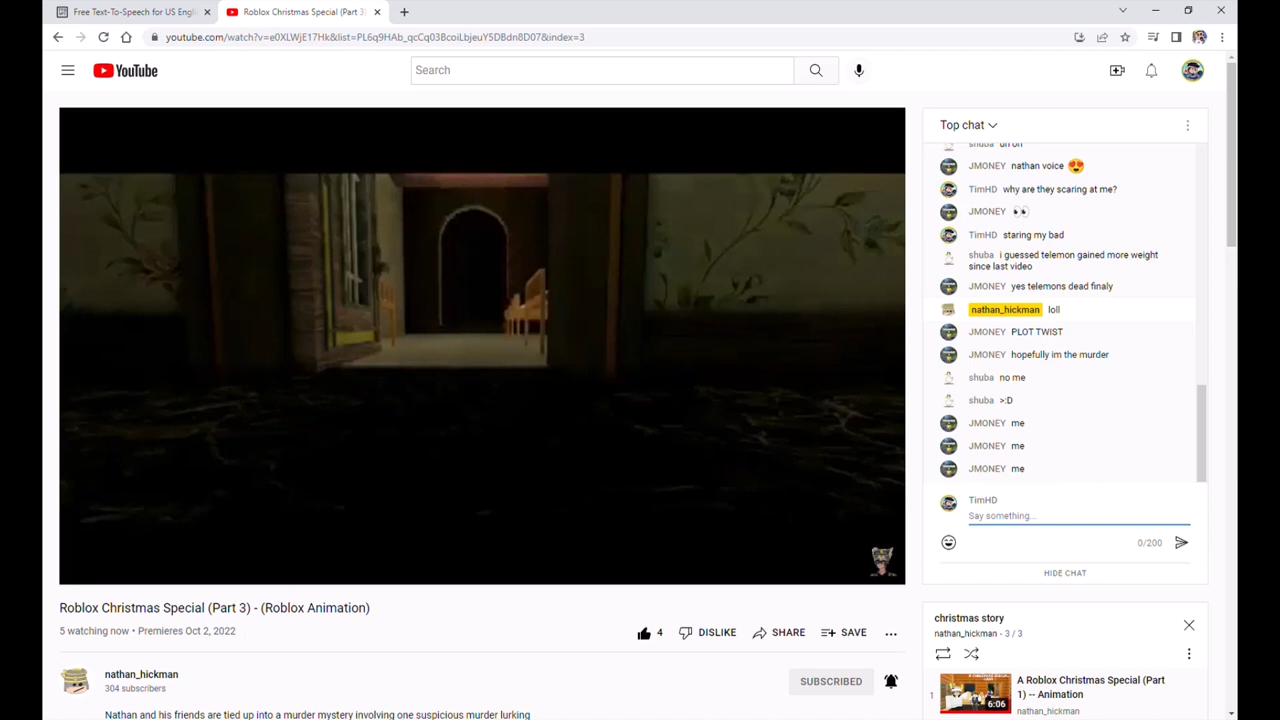 Free Text-To-Speech for US Engli
Roblox Christmas Special (Part 3)
youtube.com/watch?v=e0XLWjE17Hk&list=PL6q9HAb_qcCq03BcoiLbjeuY5DBdn8D07&index=3
YouTube
Search
Top chat
shuba uh oh
JMONEY nathan voice 😍
TimHD why are they scaring at me?
JMONEY 👀
TimHD staring my bad
shuba i guessed telemon gained more weight
since last video
JMONEY yes telemons dead finaly
nathan_hickman loll
JMONEY PLOT TWIST
JMONEY hopefully im the murder
shuba no me
shuba >:D
JMONEY me
JMONEY me
JMONEY me
TimHD
Say something...
0/200
HIDE CHAT
Roblox Christmas Special (Part 3) - (Roblox Animation)
5 watching now • Premieres Oct 2, 2022
4 DISLIKE SHARE SAVE
nathan_hickman
304 subscribers
SUBSCRIBED
Nathan and his friends are tied up into a murder mystery involving one suspicious murder lurking
christmas story
nathan_hickman - 3 / 3
1
6:06
A Roblox Christmas Special (Part
1) -- Animation
nathan_hickman